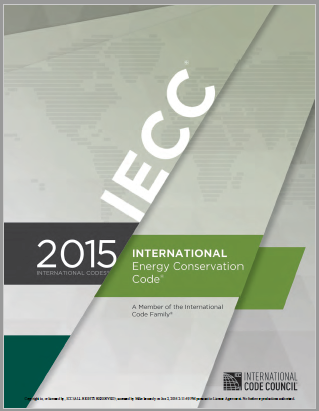 IECC®
2015
INTERNATIONAL CODES®
INTERNATIONAL
Energy Conservation
Code®
A Member of the International
Code Family®
INTERNATIONAL
CODE COUNCIL®